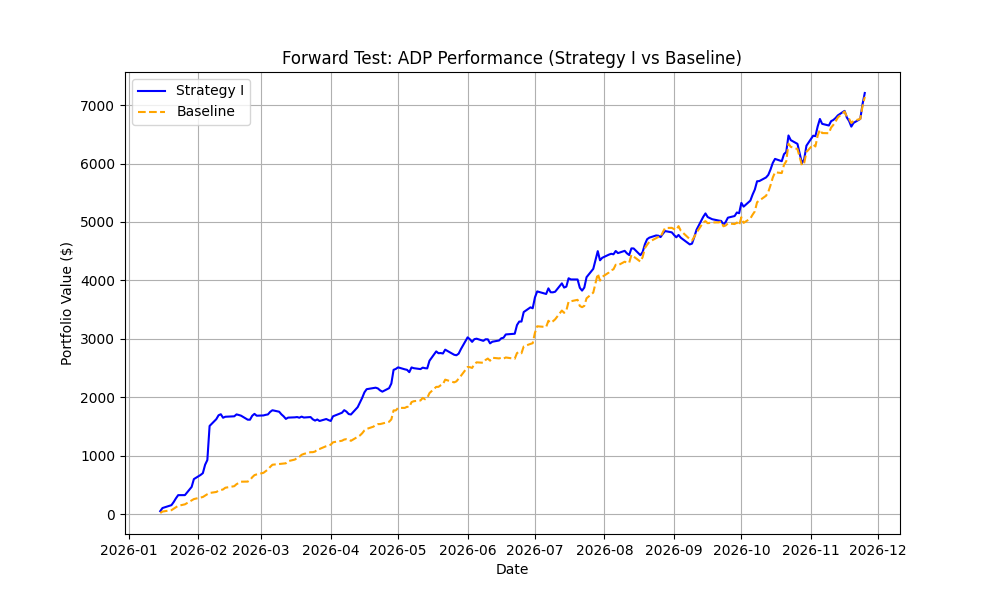 Forward Test: ADP Performance (Strategy I vs Baseline)
Strategy I
Baseline
Portfolio Value ($)
7000
6000
5000
4000
3000
2000
1000
0
2026-01 2026-02 2026-03 2026-04 2026-05 2026-06 2026-07 2026-08 2026-09 2026-10 2026-11 2026-12
Date